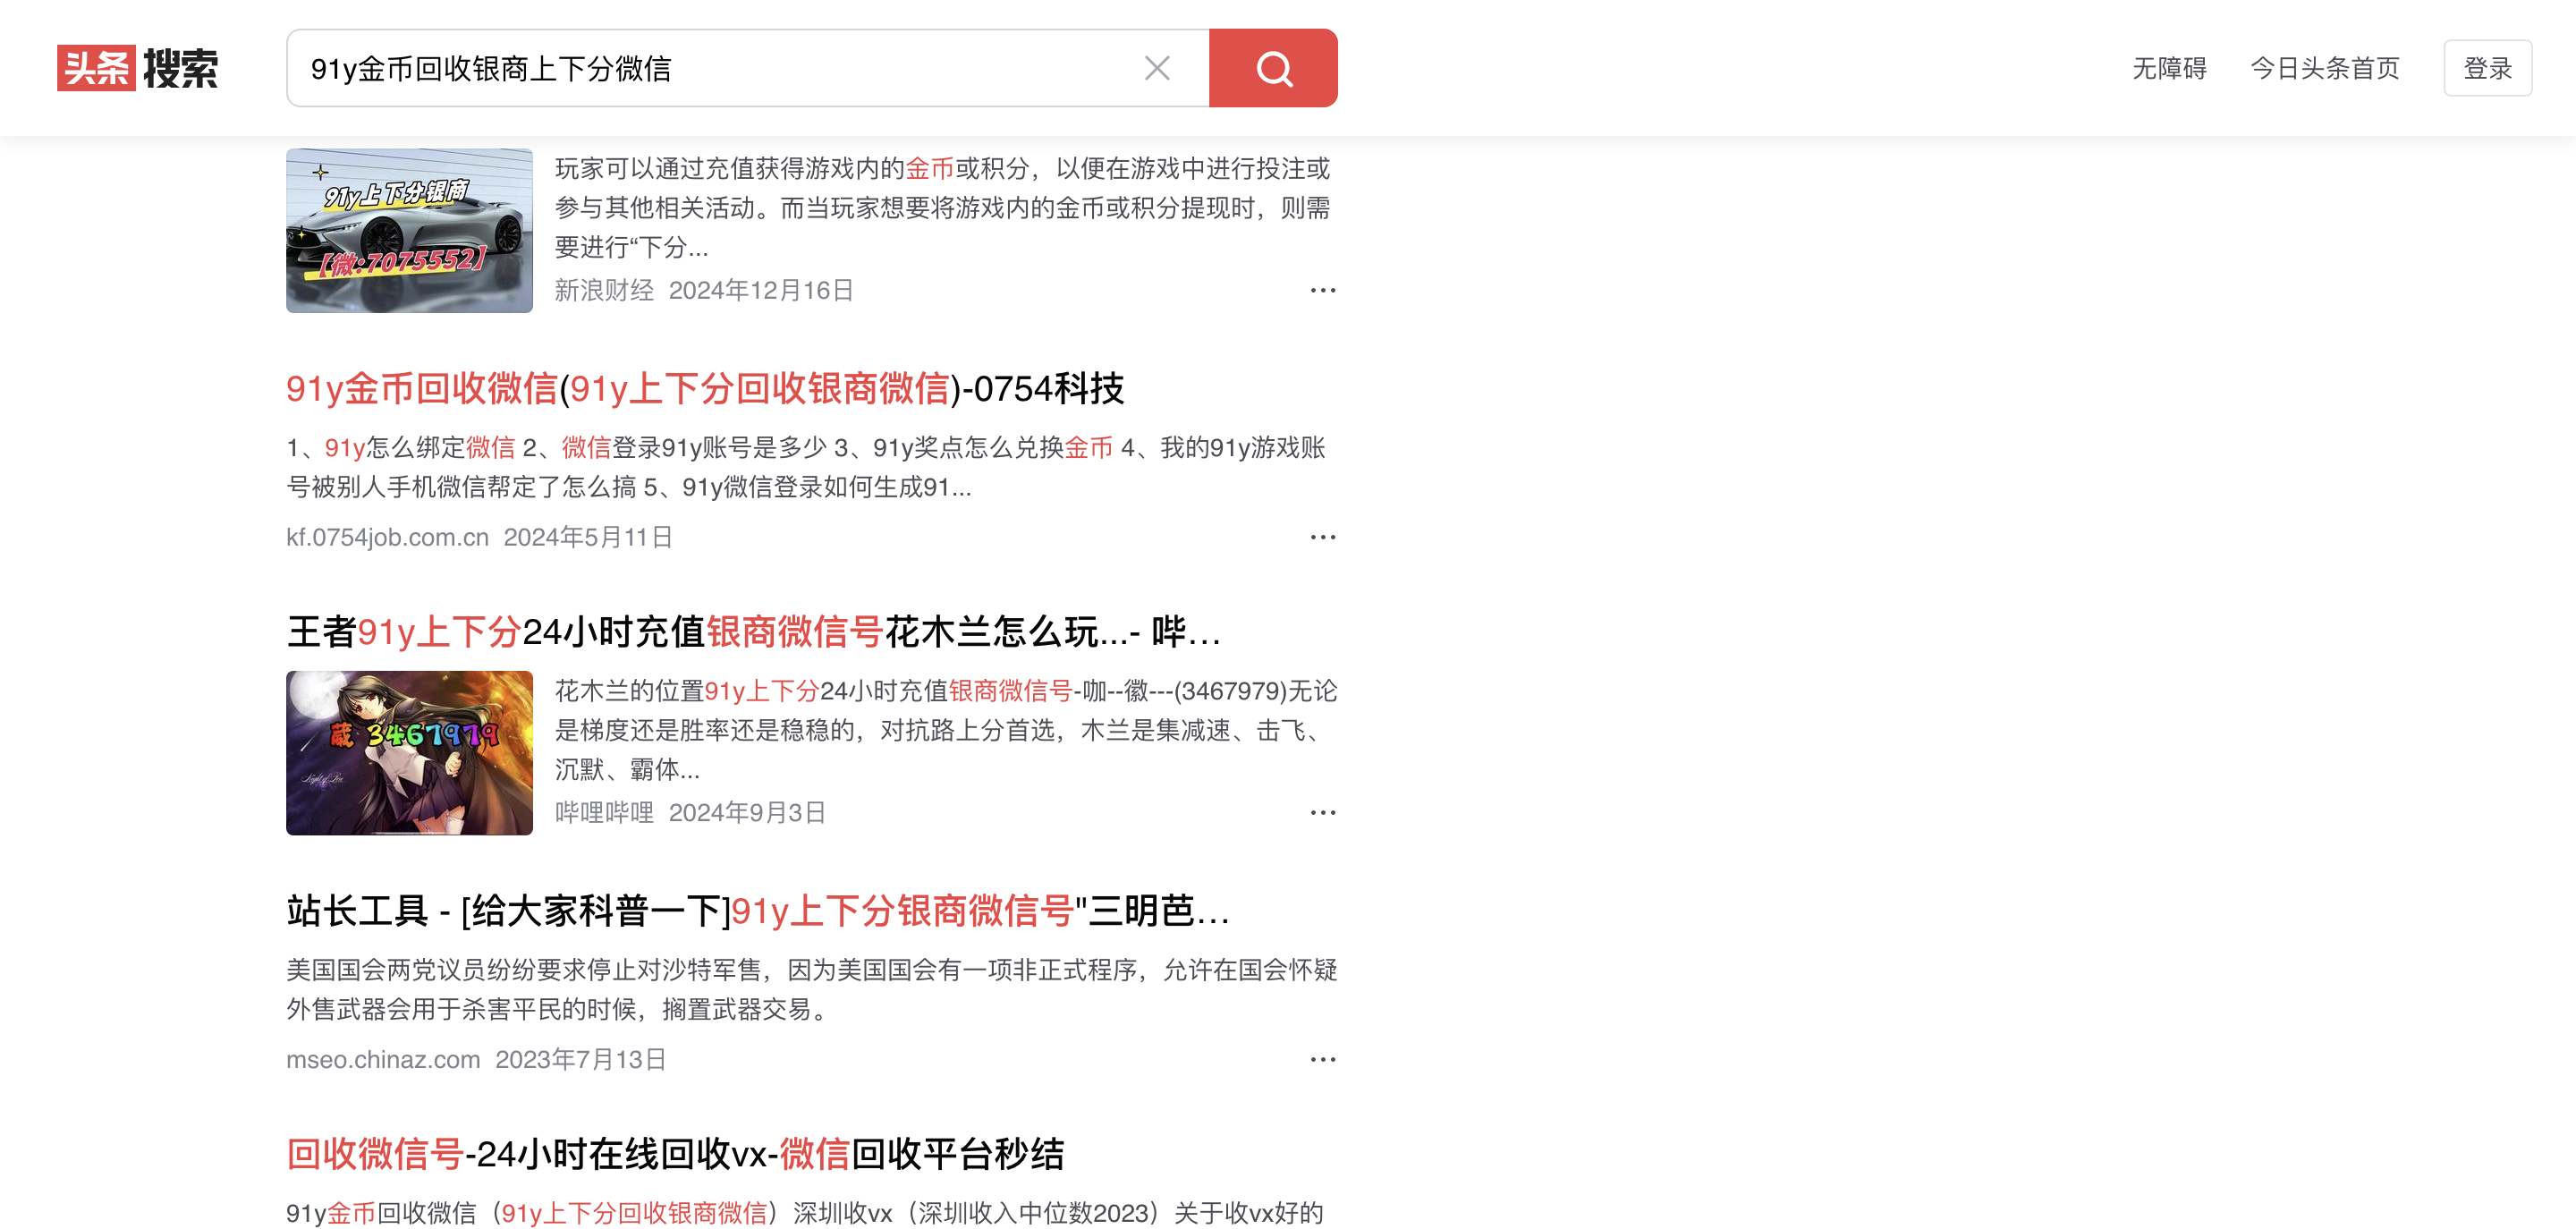 头条 搜索
91y金币回收银商上下分微信
无障碍 今日头条首页 登录
91y上下分银商
【微:7075552】
玩家可以通过充值获得游戏内的金币或积分，以便在游戏中进行投注或
参与其他相关活动。而当玩家想要将游戏内的金币或积分提现时，则需
要进行“下分...
新浪财经 2024年12月16日
91y金币回收微信(91y上下分回收银商微信)-0754科技
1、91y怎么绑定微信 2、微信登录91y账号是多少 3、91y奖点怎么兑换金币 4、我的91y游戏账
号被别人手机微信帮定了怎么搞 5、91y微信登录如何生成91...
kf.0754job.com.cn 2024年5月11日
王者91y上下分24小时充值银商微信号花木兰怎么玩...- 哔...
葳 3467979
花木兰的位置91y上下分24小时充值银商微信号-咖--徽---(3467979)无论
是梯度还是胜率还是稳稳的，对抗路上分首选，木兰是集减速、击飞、
沉默、霸体...
哔哩哔哩 2024年9月3日
站长工具 - [给大家科普一下]91y上下分银商微信号"三明芭...
美国国会两党议员纷纷要求停止对沙特军售，因为美国国会有一项非正式程序，允许在国会怀疑
外售武器会用于杀害平民的时候，搁置武器交易。
mseo.chinaz.com 2023年7月13日
回收微信号-24小时在线回收vx-微信回收平台秒结
91y金币回收微信（91y上下分回收银商微信）深圳收vx（深圳收入中位数2023）关于收vx好的